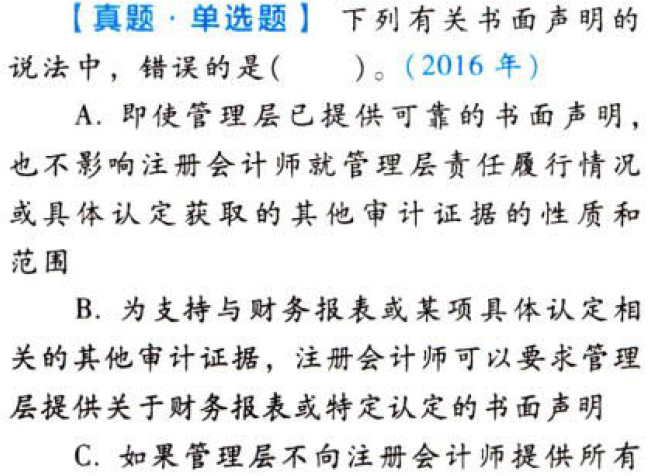 【真题·单选题】 下列有关书面声明的
说法中，错误的是(　　)。(2016 年)
A. 即使管理层已提供可靠的书面声明，
也不影响注册会计师就管理层责任履行情况
或具体认定获取的其他审计证据的性质和
范围
B. 为支持与财务报表或某项具体认定相
关的其他审计证据，注册会计师可以要求管理
层提供关于财务报表或特定认定的书面声明
C. 如果管理层不向注册会计师提供所有